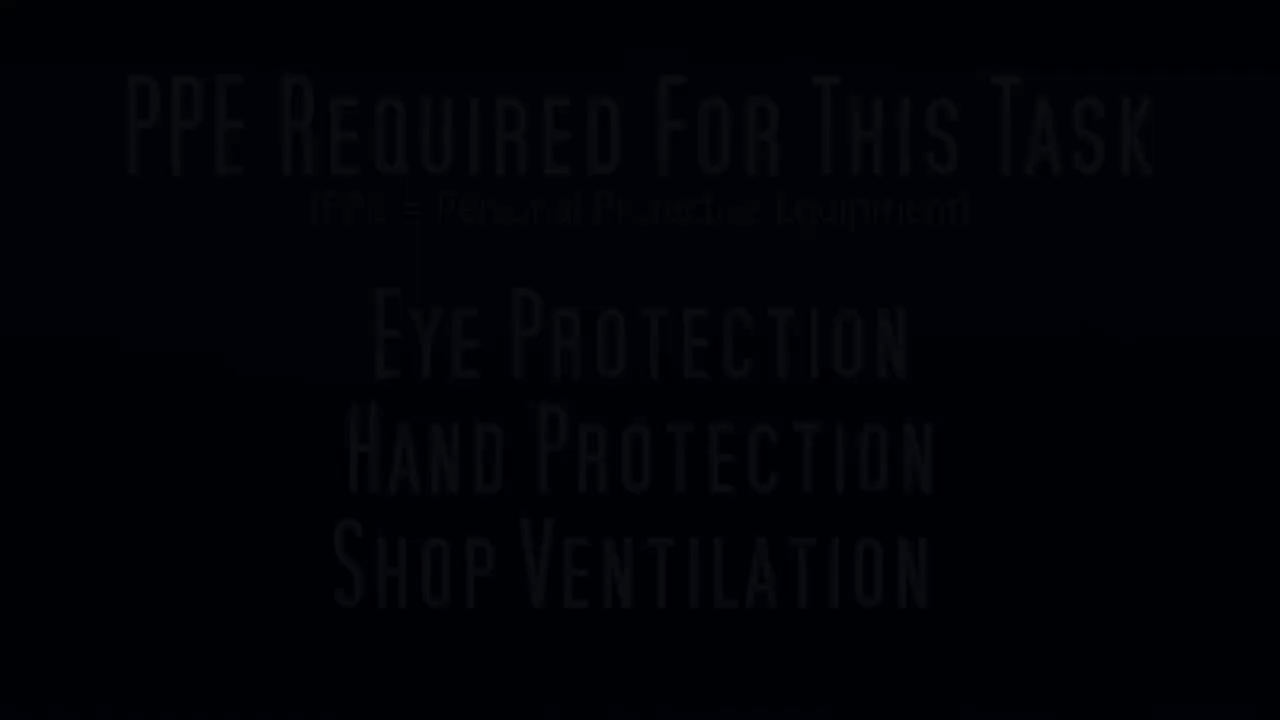 PPE REQUIRED FOR THIS TASK
(PPE = Personal Protective Equipment)
EYE PROTECTION
HAND PROTECTION
SHOP VENTILATION